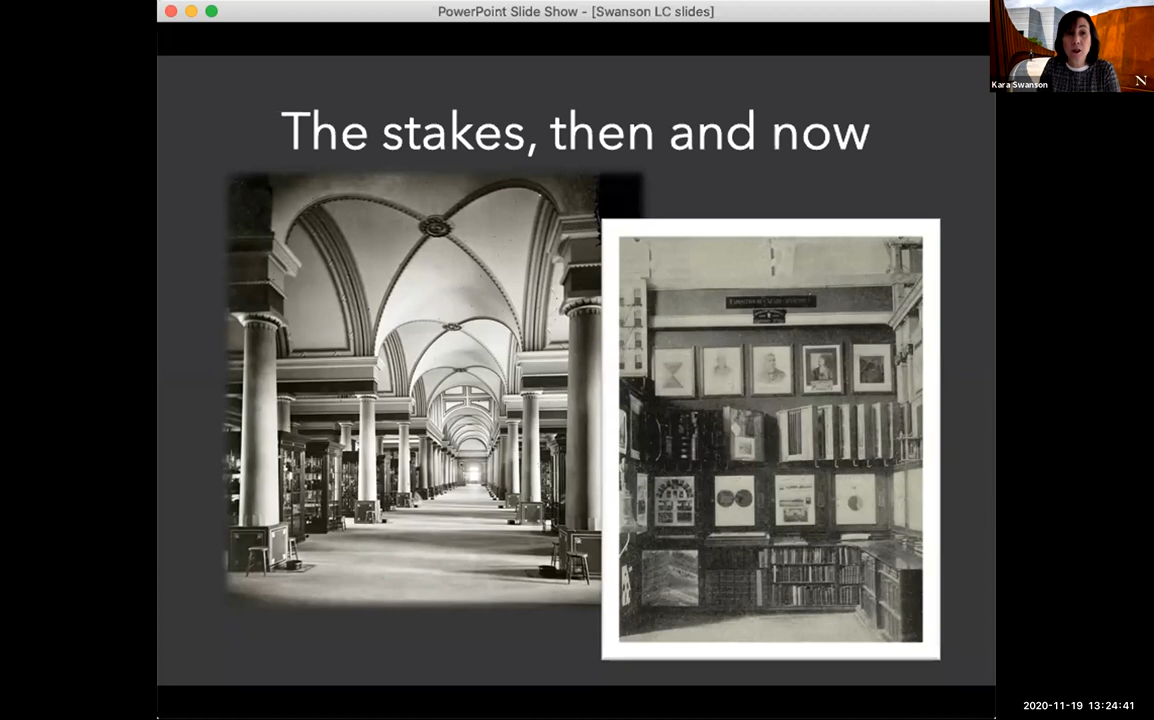 PowerPoint Slide Show - [Swanson LC slides]
Kara Swanson
N
The stakes, then and now
2020-11-19 13:24:41